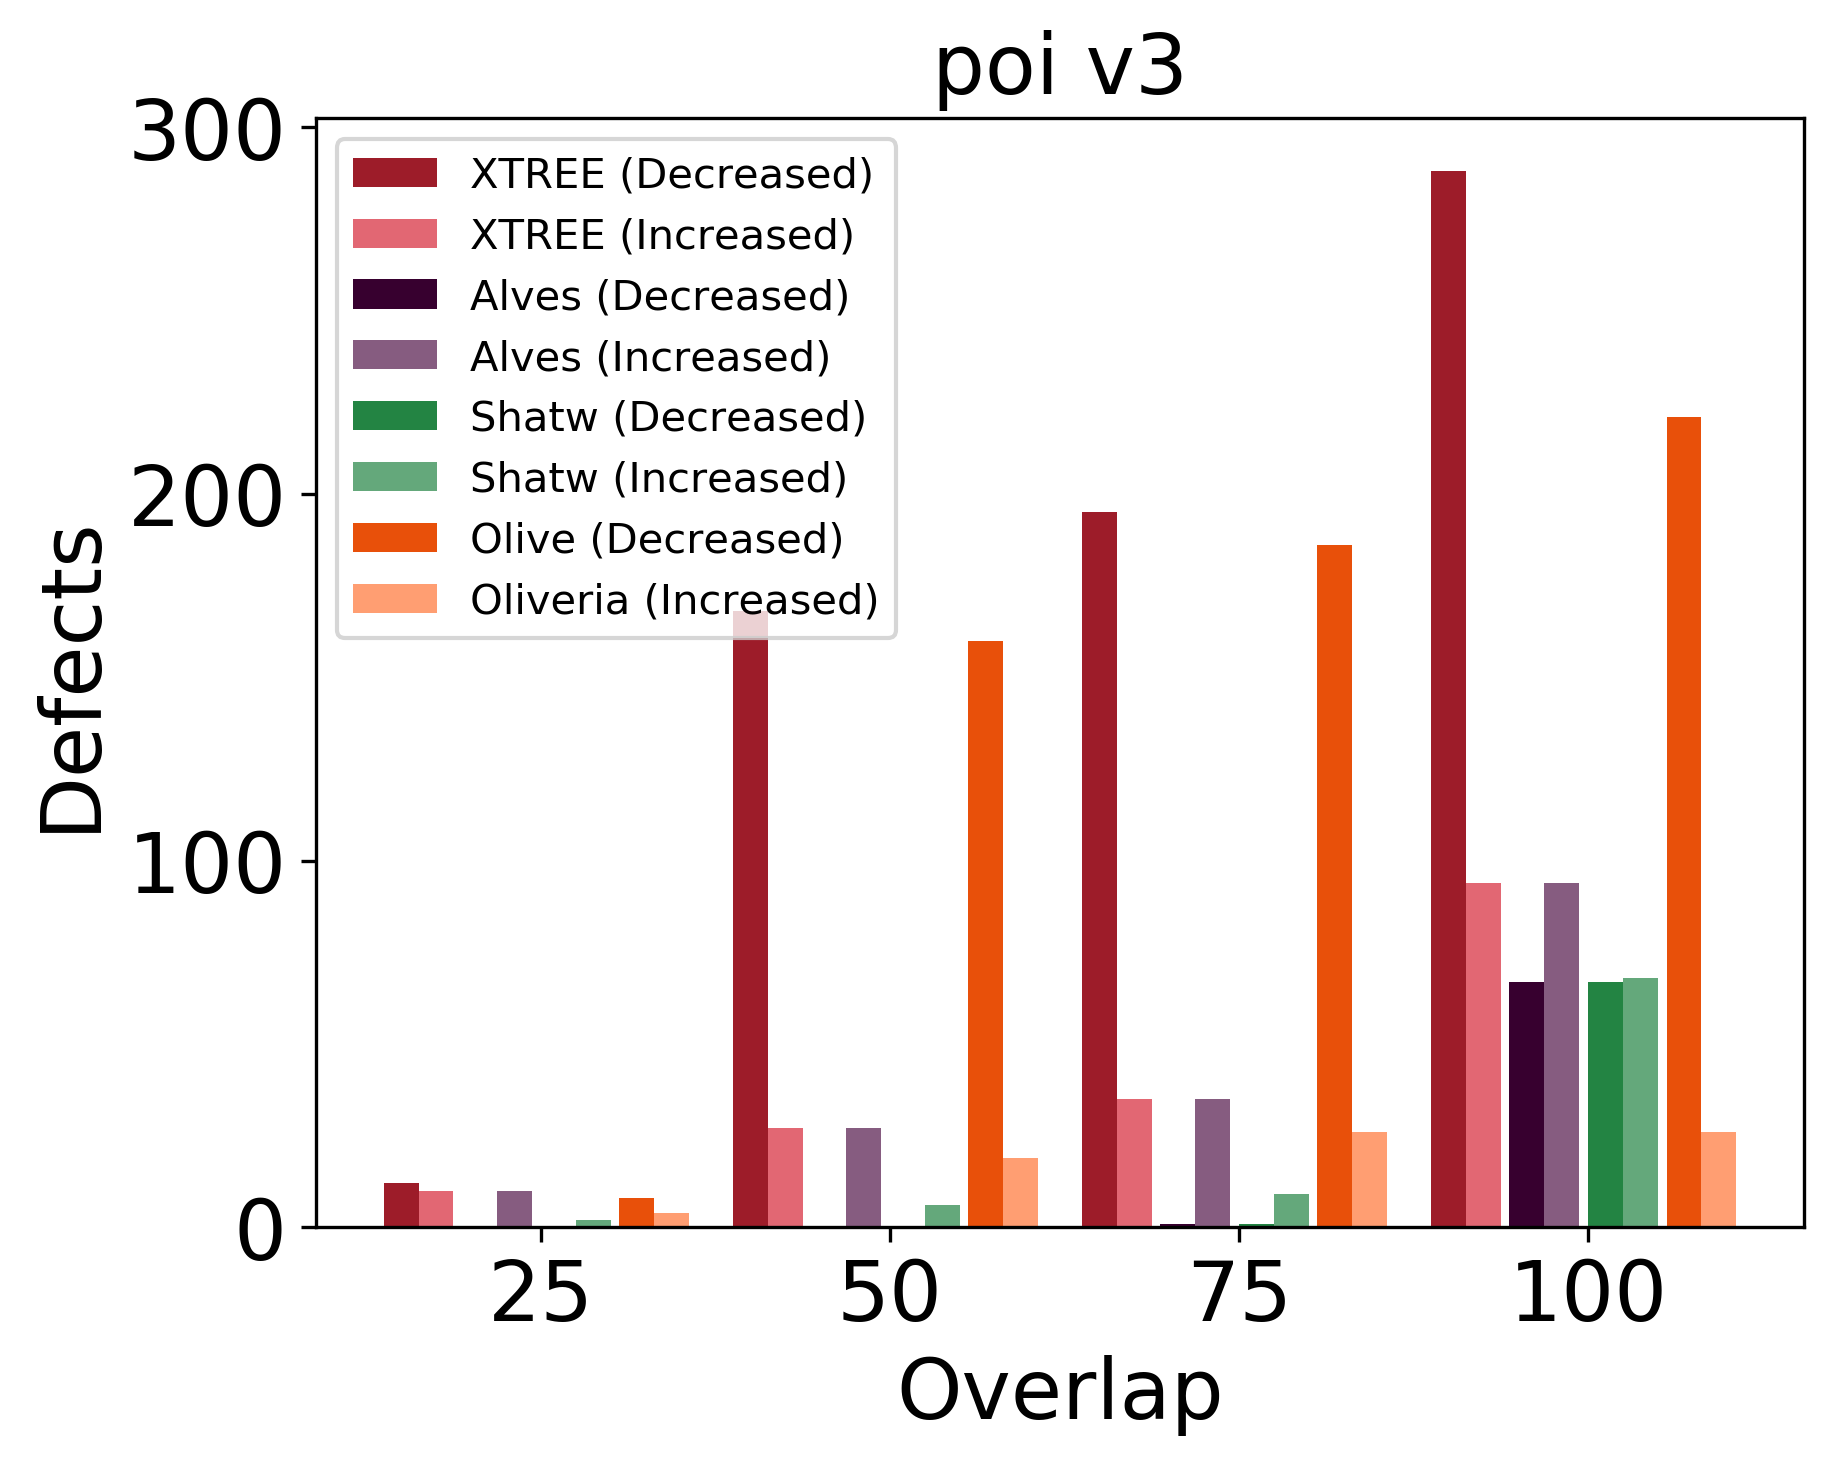 poi v3
300
200
100
0
Defects
XTREE (Decreased)
XTREE (Increased)
Alves (Decreased)
Alves (Increased)
Shatw (Decreased)
Shatw (Increased)
Olive (Decreased)
Oliveria (Increased)
25 50 75 100
Overlap